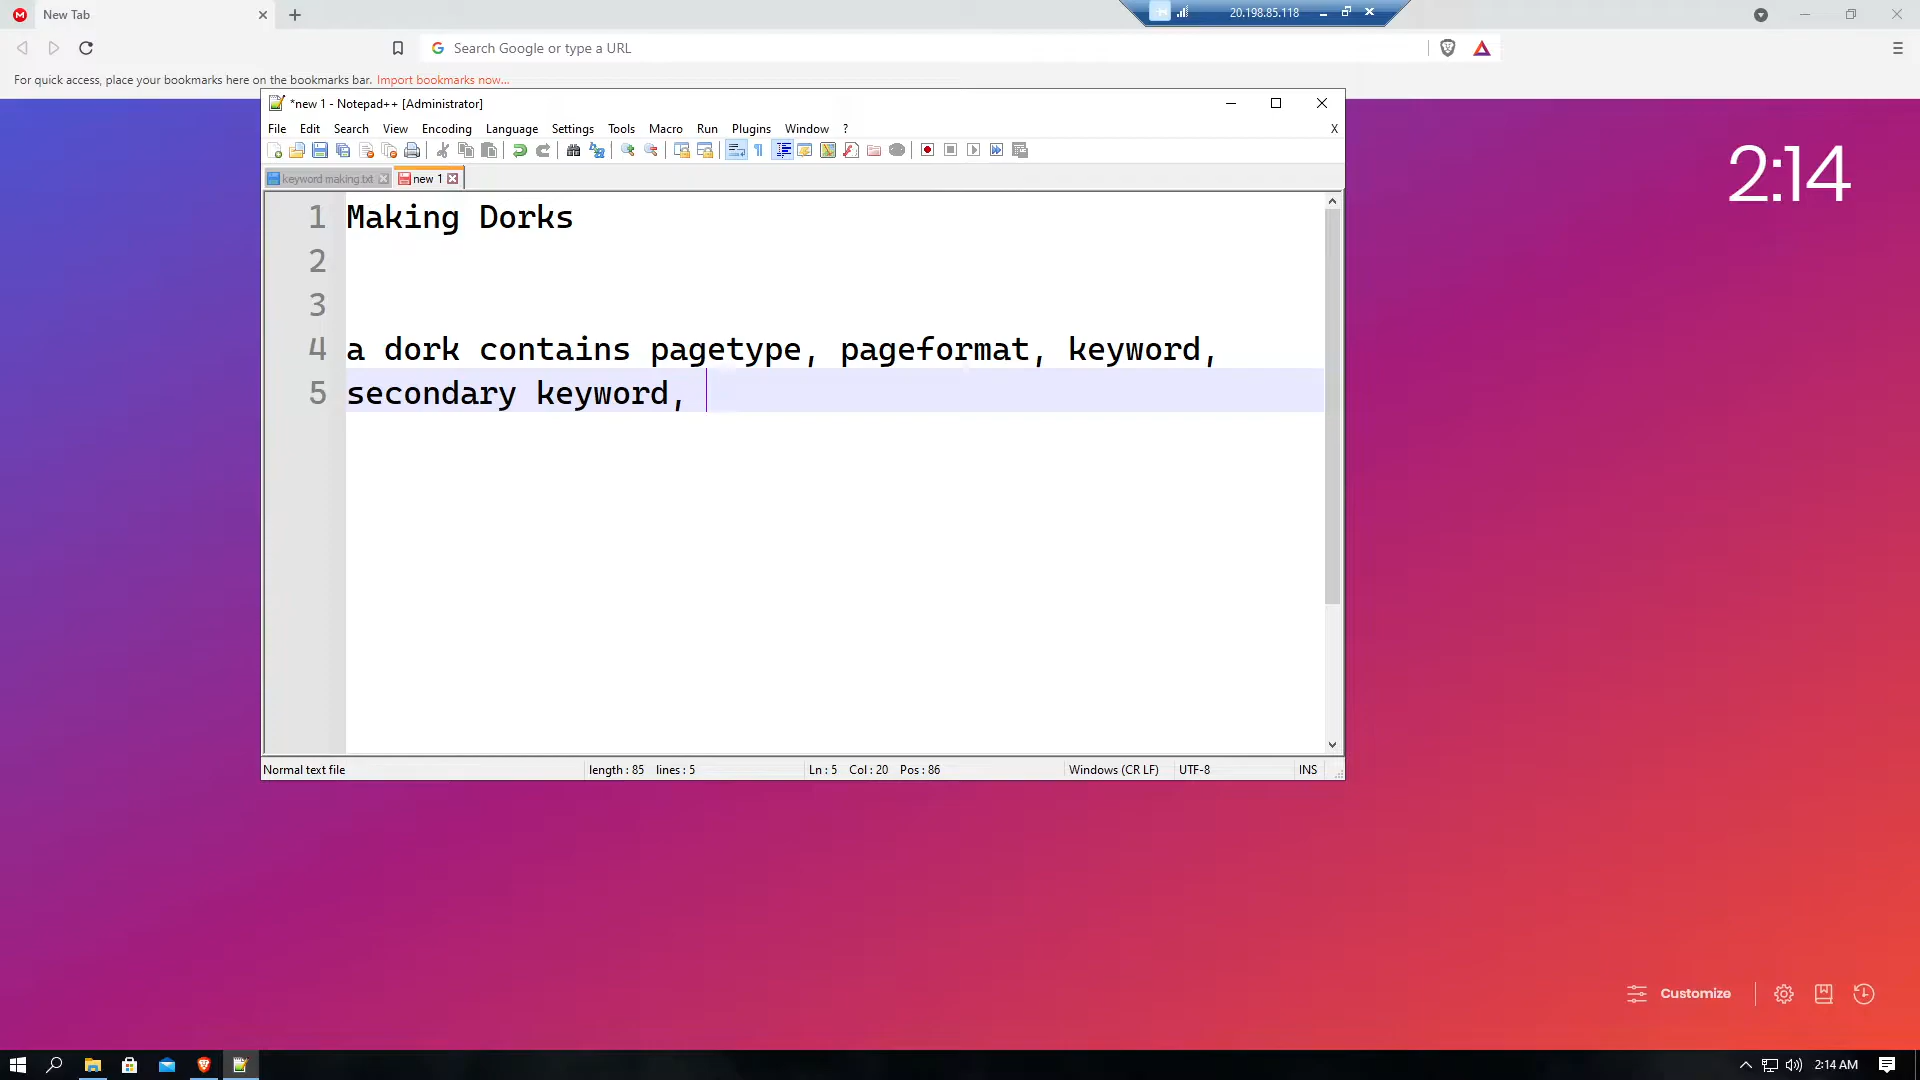 New Tab
20.198.85.118
Search Google or type a URL
For quick access, place your bookmarks here on the bookmarks bar. Import bookmarks now...
*new 1 - Notepad++ [Administrator]
File Edit Search View Encoding Language Settings Tools Macro Run Plugins Window ? X
keyword making.txt new 1
1 Making Dorks
2
3
4 a dork contains pagetype, pageformat, keyword,
5 secondary keyword,
Normal text file length : 85 lines : 5 Ln : 5 Col : 20 Pos : 86 Windows (CR LF) UTF-8 INS
2:14
Customize
2:14 AM